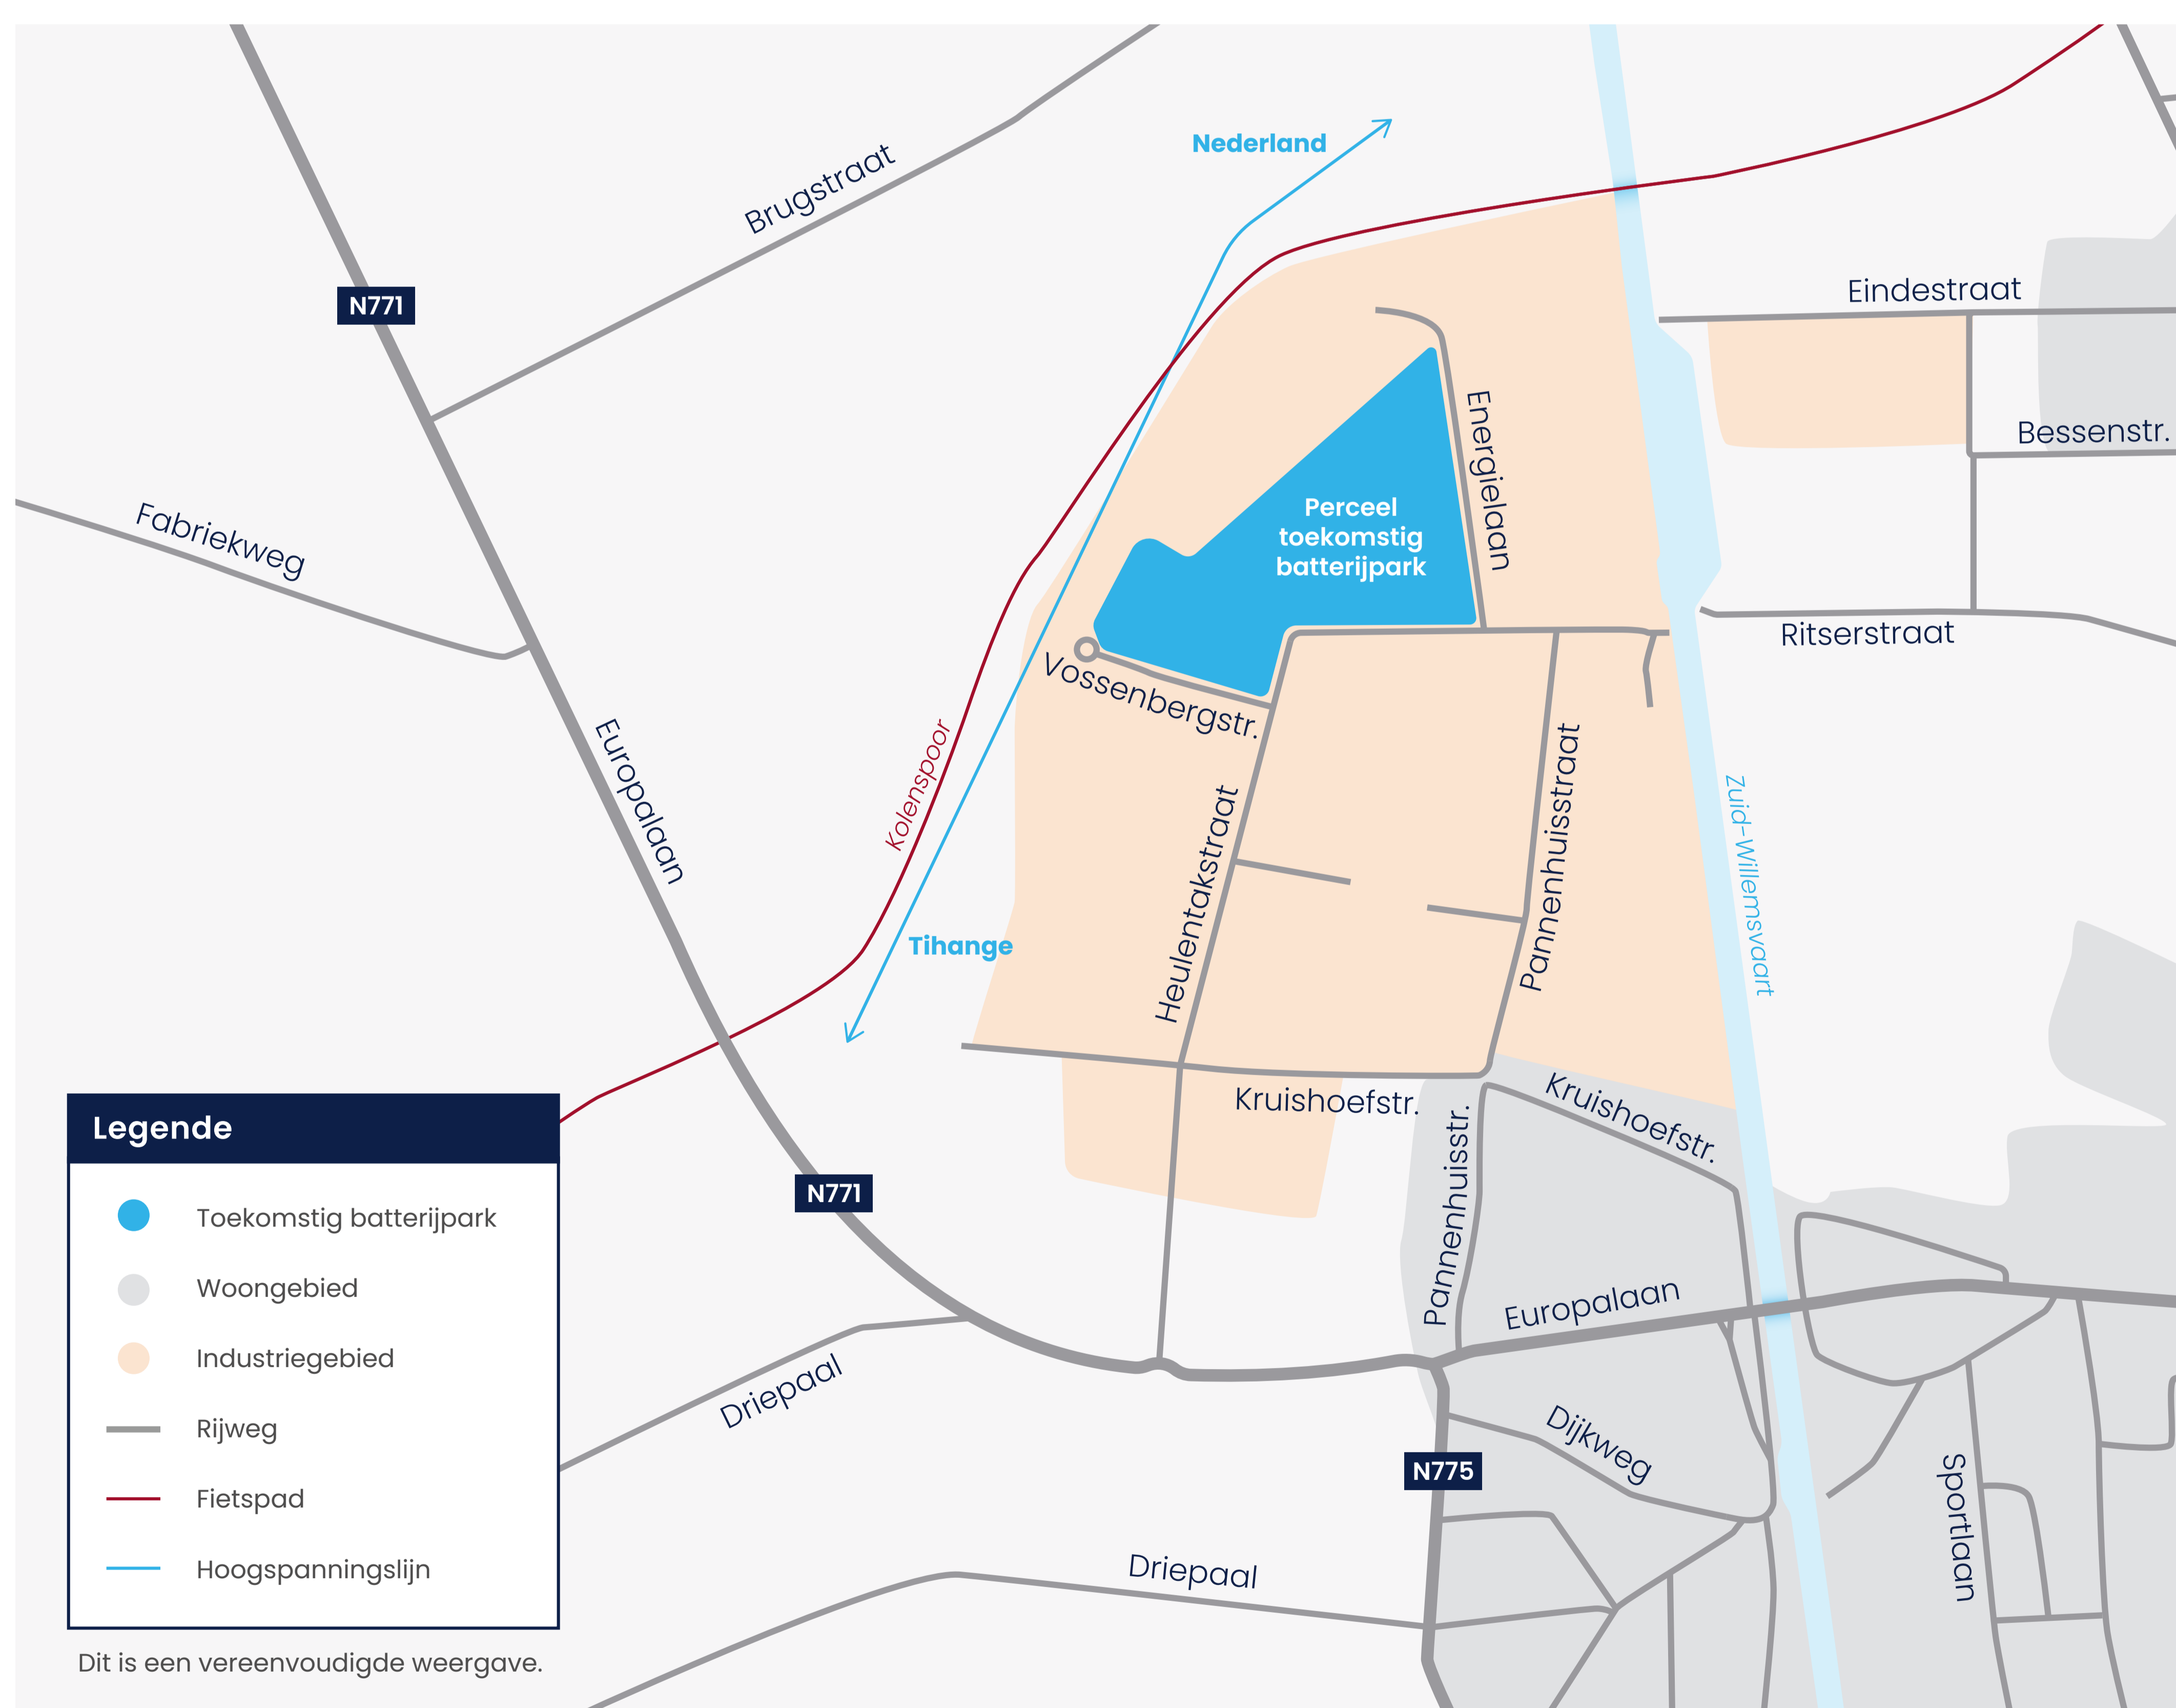 Nederland
Brugstraat
N771
Eindestraat
Bessenstr.
Energielaan
Perceel
toekomstig
batterijpark
Fabriekweg
Ritserstraat
Vossenbergstr.
Europalaan
Kolenspoor
Heulentakstraat
Pannenhuisstraat
Zuid-Willemsvaart
Tihange
Kruishoefstr.
Kruishoefstr.
Pannenhuisstr.
N771
Europalaan
Driepaal
Dijkweg
N775
Sportlaan
Driepaal
Legende
Toekomstig batterijpark
Woongebied
Industriegebied
Rijweg
Fietspad
Hoogspanningslijn
Dit is een vereenvoudigde weergave.